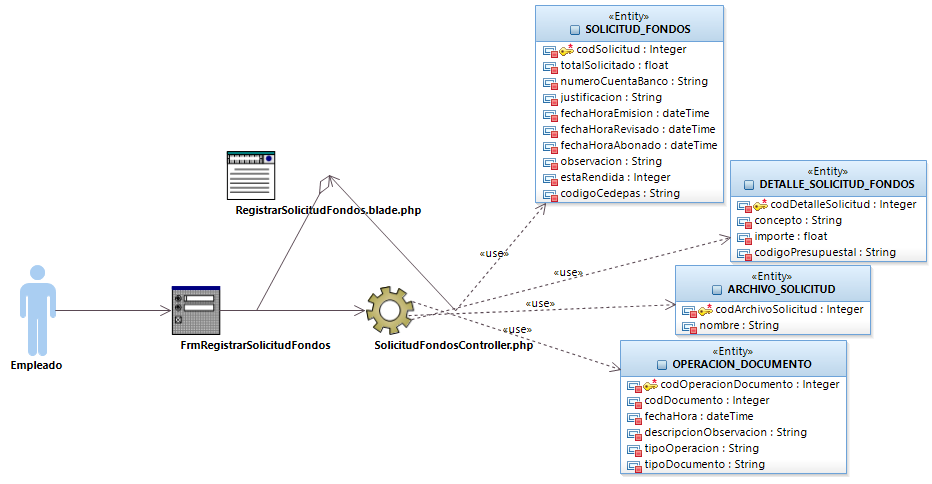 «Entity»
SOLICITUD_FONDOS
codSolicitud : Integer
totalSolicitado : float
numeroCuentaBanco : String
justificacion : String
fechaHoraEmision : dateTime
fechaHoraRevisado : dateTime
fechaHoraAbonado : dateTime
observacion : String
estaRendida : Integer
codigoCedepas : String
RegistrarSolicitudFondos.blade.php
«Entity»
DETALLE_SOLICITUD_FONDOS
codDetalleSolicitud : Integer
concepto : String
importe : float
codigoPresupuestal : String
«use»
«use»
«use»
«use»
«Entity»
ARCHIVO_SOLICITUD
codArchivoSolicitud : Integer
nombre : String
Empleado
FrmRegistrarSolicitudFondos
SolicitudFondosController.php
«Entity»
OPERACION_DOCUMENTO
codOperacionDocumento : Integer
codDocumento : Integer
fechaHora : dateTime
descripcionObservacion : String
tipoOperacion : String
tipoDocumento : String